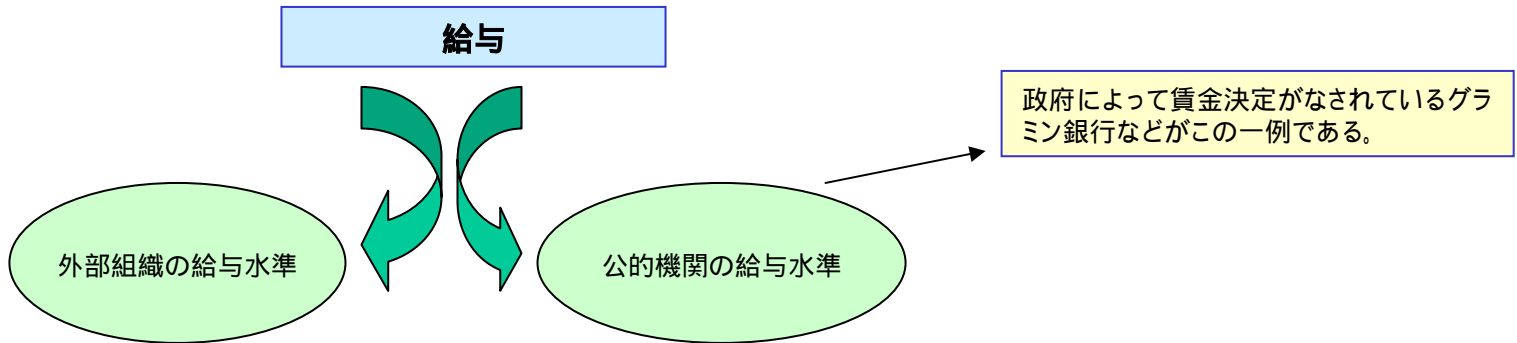 給与
政府によって賃金決定がなされているグラ
ミン銀行などがこの一例である。
外部組織の給与水準
公的機関の給与水準